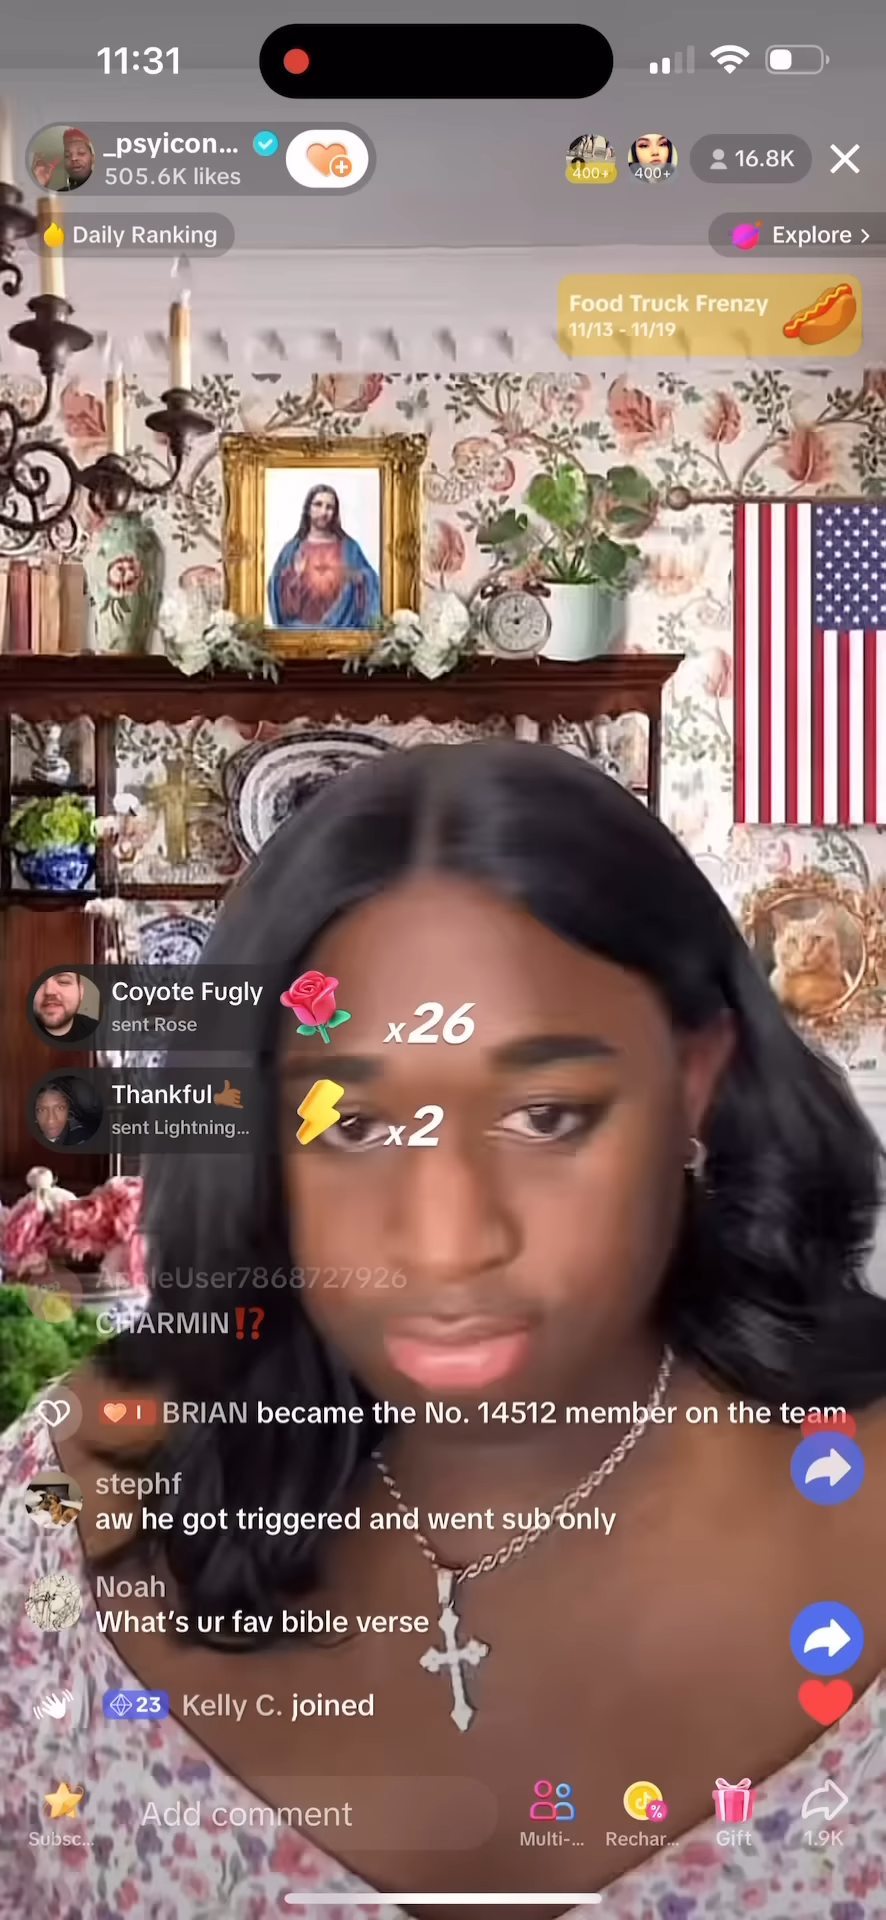 11:31
_psyicon...
505.6K likes
400+
400+
16.8K
Daily Ranking
Explore >
Food Truck Frenzy
11/13 - 11/19
Coyote Fugly
sent Rose
x26
Thankful🤙🏾
sent Lightning...
x2
AppleUser7868727926
CHARMIN⁉️
I BRIAN became the No. 14512 member on the team
stephf
aw he got triggered and went sub only
Noah
What's ur fav bible verse
23 Kelly C. joined
Add comment
Subsc...
Multi-...
Rechar...
Gift
1.9K